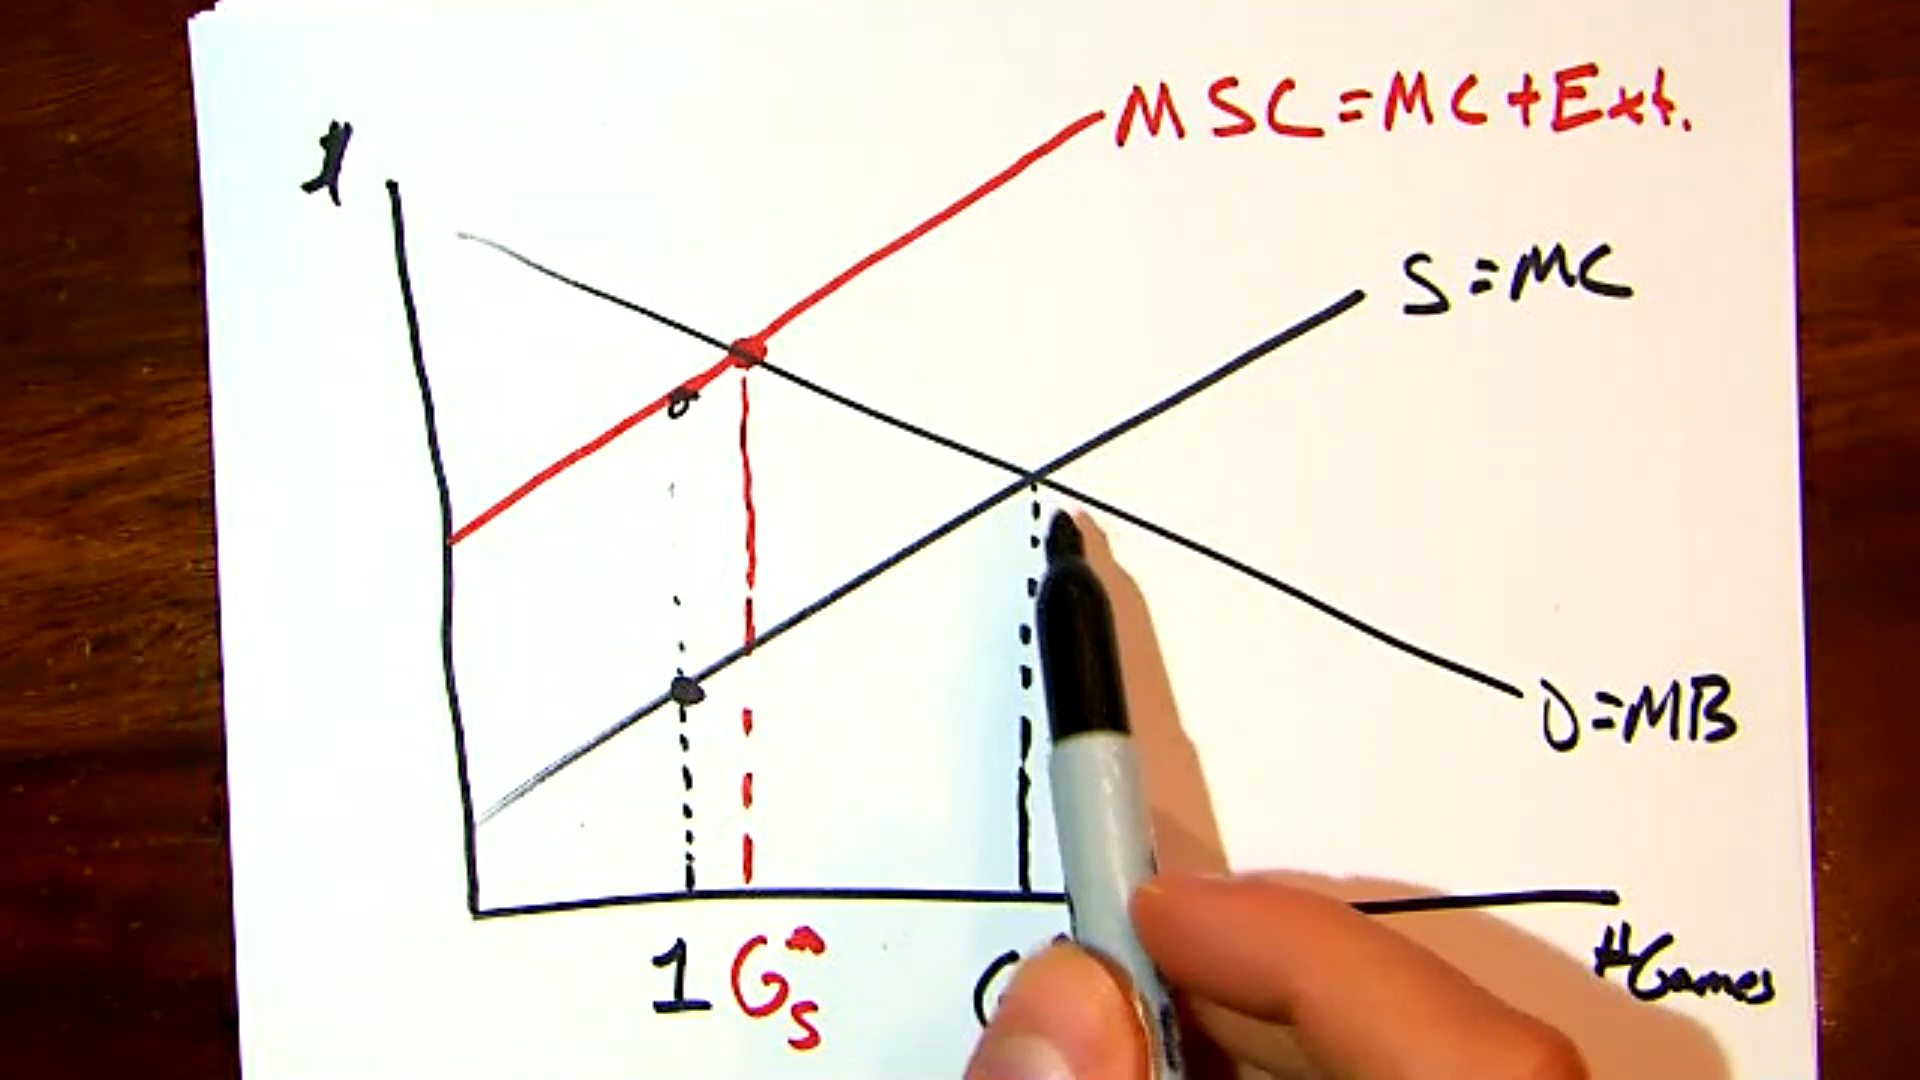 MSC=MC+Ext.
S=MC
D=MB
1 G*s
G
#Games